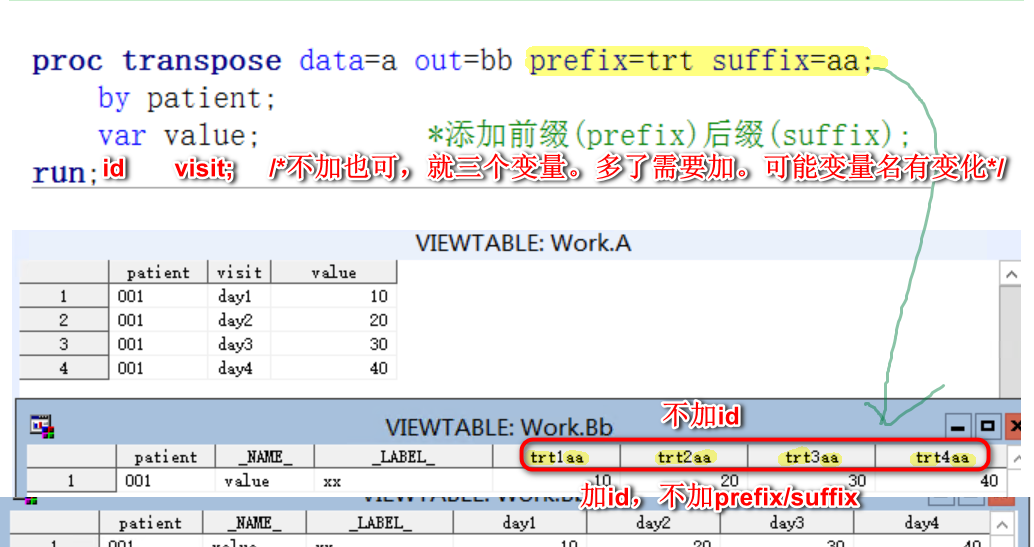 proc transpose data=a out=bb prefix=trt suffix=aa;
by patient;
var value; *添加前缀(prefix)后缀(suffix);
id visit; /*不加也可，就三个变量。多了需要加。可能变量名有变化*/
run;
VIEWTABLE: Work.A
patient visit value
1 001 day1 10
2 001 day2 20
3 001 day3 30
4 001 day4 40
不加id
VIEWTABLE: Work.Bb
patient _NAME_ _LABEL_ trt1aa trt2aa trt3aa trt4aa
1 001 value xx 10 20 30 40
加id，不加prefix/suffix
patient _NAME_ _LABEL_ day1 day2 day3 day4
1 001 value xx 10 20 30 40